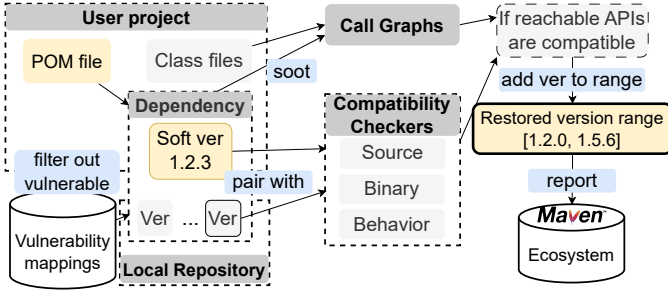 User project
POM file
Class files
soot
Dependency
Soft ver
1.2.3
filter out
vulnerable
pair with
Ver ... Ver
Vulnerability
mappings
Local Repository
Call Graphs
Compatibility
Checkers
Source
Binary
Behavior
If reachable APIs
are compatible
add ver to range
Restored version range
[1.2.0, 1.5.6]
report
Maven™
Ecosystem